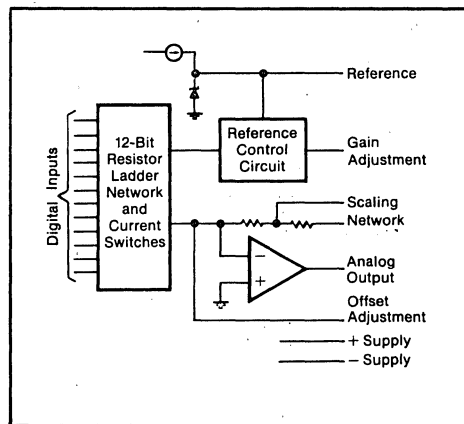 Reference
12-Bit
Resistor
Ladder
Network
and
Current
Switches
Reference
Control
Circuit
Gain
Adjustment
Digital Inputs
Scaling
Network
−
+
Analog
Output
Offset
Adjustment
+ Supply
− Supply